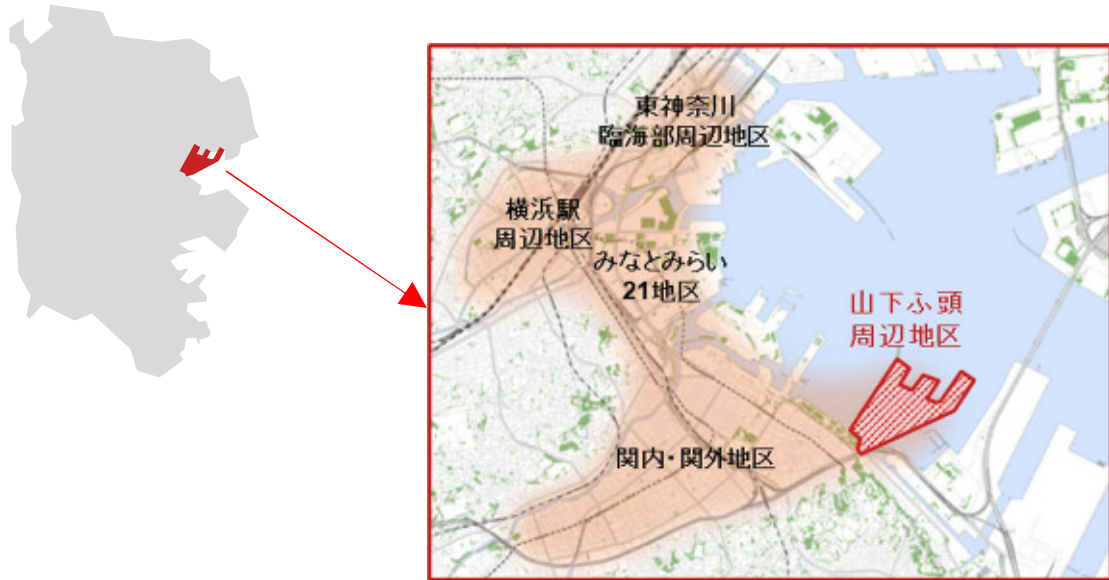 東神奈川
臨海部周辺地区
横浜駅
周辺地区
みなとみらい
21地区
山下ふ頭
周辺地区
関内・関外地区